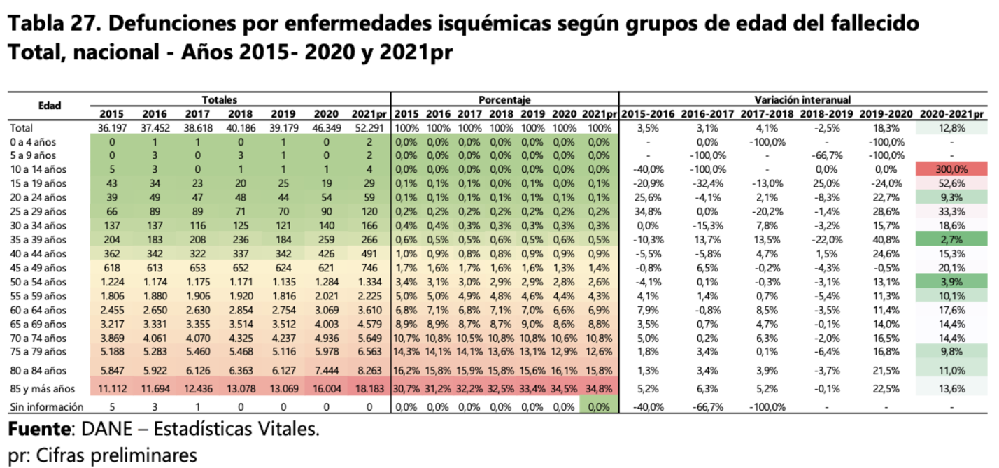 Tabla 27. Defunciones por enfermedades isquémicas según grupos de edad del fallecido
Total, nacional - Años 2015- 2020 y 2021pr
Edad Totales Porcentaje Variación interanual
2015 2016 2017 2018 2019 2020 2021pr 2015 2016 2017 2018 2019 2020 2021pr 2015-2016 2016-2017 2017-2018 2018-2019 2019-2020 2020-2021pr
Total 36.197 37.452 38.618 40.186 39.179 46.349 52.291 100% 100% 100% 100% 100% 100% 100% 3,5% 3,1% 4,1% -2,5% 18,3% 12,8%
0 a 4 años 0 1 1 0 1 0 2 0,0% 0,0% 0,0% 0,0% 0,0% 0,0% 0,0% - 0,0% -100,0% - -100,0% -
5 a 9 años 0 3 0 3 1 0 2 0,0% 0,0% 0,0% 0,0% 0,0% 0,0% 0,0% - -100,0% - -66,7% -100,0% -
10 a 14 años 5 3 0 1 1 1 4 0,0% 0,0% 0,0% 0,0% 0,0% 0,0% 0,0% -40,0% -100,0% - 0,0% 0,0% 300,0%
15 a 19 años 43 34 23 20 25 19 29 0,1% 0,1% 0,1% 0,0% 0,1% 0,0% 0,1% -20,9% -32,4% -13,0% 25,0% -24,0% 52,6%
20 a 24 años 39 49 47 48 44 54 59 0,1% 0,1% 0,1% 0,1% 0,1% 0,1% 0,1% 25,6% -4,1% 2,1% -8,3% 22,7% 9,3%
25 a 29 años 66 89 89 71 70 90 120 0,2% 0,2% 0,2% 0,2% 0,2% 0,2% 0,2% 34,8% 0,0% -20,2% -1,4% 28,6% 33,3%
30 a 34 años 137 137 116 125 121 140 166 0,4% 0,4% 0,3% 0,3% 0,3% 0,3% 0,3% 0,0% -15,3% 7,8% -3,2% 15,7% 18,6%
35 a 39 años 204 183 208 236 184 259 266 0,6% 0,5% 0,5% 0,6% 0,5% 0,6% 0,5% -10,3% 13,7% 13,5% -22,0% 40,8% 2,7%
40 a 44 años 362 342 322 337 342 426 491 1,0% 0,9% 0,8% 0,8% 0,9% 0,9% 0,9% -5,5% -5,8% 4,7% 1,5% 24,6% 15,3%
45 a 49 años 618 613 653 652 624 621 746 1,7% 1,6% 1,7% 1,6% 1,6% 1,3% 1,4% -0,8% 6,5% -0,2% -4,3% -0,5% 20,1%
50 a 54 años 1.224 1.174 1.175 1.171 1.135 1.284 1.334 3,4% 3,1% 3,0% 2,9% 2,9% 2,8% 2,6% -4,1% 0,1% -0,3% -3,1% 13,1% 3,9%
55 a 59 años 1.806 1.880 1.906 1.920 1.816 2.021 2.225 5,0% 5,0% 4,9% 4,8% 4,6% 4,4% 4,3% 4,1% 1,4% 0,7% -5,4% 11,3% 10,1%
60 a 64 años 2.455 2.650 2.630 2.854 2.754 3.069 3.610 6,8% 7,1% 6,8% 7,1% 7,0% 6,6% 6,9% 7,9% -0,8% 8,5% -3,5% 11,4% 17,6%
65 a 69 años 3.217 3.331 3.355 3.514 3.512 4.003 4.579 8,9% 8,9% 8,7% 8,7% 9,0% 8,6% 8,8% 3,5% 0,7% 4,7% -0,1% 14,0% 14,4%
70 a 74 años 3.869 4.061 4.070 4.325 4.237 4.936 5.649 10,7% 10,8% 10,5% 10,8% 10,8% 10,6% 10,8% 5,0% 0,2% 6,3% -2,0% 16,5% 14,4%
75 a 79 años 5.188 5.283 5.460 5.468 5.116 5.978 6.563 14,3% 14,1% 14,1% 13,6% 13,1% 12,9% 12,6% 1,8% 3,4% 0,1% -6,4% 16,8% 9,8%
80 a 84 años 5.847 5.922 6.126 6.363 6.127 7.444 8.263 16,2% 15,8% 15,9% 15,8% 15,6% 16,1% 15,8% 1,3% 3,4% 3,9% -3,7% 21,5% 11,0%
85 y más años 11.112 11.694 12.436 13.078 13.069 16.004 18.183 30,7% 31,2% 32,2% 32,5% 33,4% 34,5% 34,8% 5,2% 6,3% 5,2% -0,1% 22,5% 13,6%
Sin información 5 3 1 0 0 0 0 0,0% 0,0% 0,0% 0,0% 0,0% 0,0% 0,0% -40,0% -66,7% -100,0% - - -
Fuente: DANE – Estadísticas Vitales.
pr: Cifras preliminares